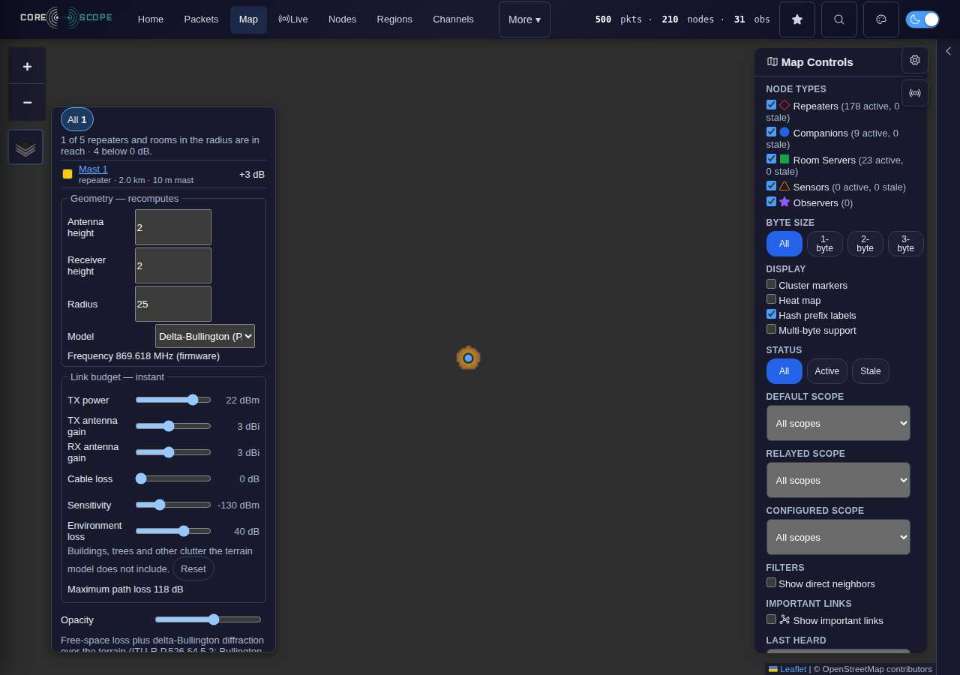 CORE SCOPE Home Packets Map Live Nodes Regions Channels More ▾ 500 pkts · 210 nodes · 31 obs
+
−
All 1
1 of 5 repeaters and rooms in the radius are in
reach · 4 below 0 dB.
Mast 1
repeater · 2.0 km · 10 m mast
+3 dB
Geometry — recomputes
Antenna
height
2
Receiver
height
2
Radius 25
Model Delta-Bullington (P
Frequency 869.618 MHz (firmware)
Link budget — instant
TX power 22 dBm
TX antenna
gain
3 dBi
RX antenna
gain
3 dBi
Cable loss 0 dB
Sensitivity -130 dBm
Environment
loss
40 dB
Buildings, trees and other clutter the terrain
model does not include. Reset
Maximum path loss 118 dB
Opacity
Free-space loss plus delta-Bullington diffraction
over the terrain (ITU-R P.526 §4.5.2; Bullington
Map Controls
NODE TYPES
Repeaters (178 active, 0
stale)
Companions (9 active, 0
stale)
Room Servers (23 active,
0 stale)
Sensors (0 active, 0 stale)
Observers (0)
BYTE SIZE
All
1-
byte
2-
byte
3-
byte
DISPLAY
Cluster markers
Heat map
Hash prefix labels
Multi-byte support
STATUS
All Active Stale
DEFAULT SCOPE
All scopes
RELAYED SCOPE
All scopes
CONFIGURED SCOPE
All scopes
FILTERS
Show direct neighbors
IMPORTANT LINKS
Show important links
LAST HEARD
Leaflet | © OpenStreetMap contributors